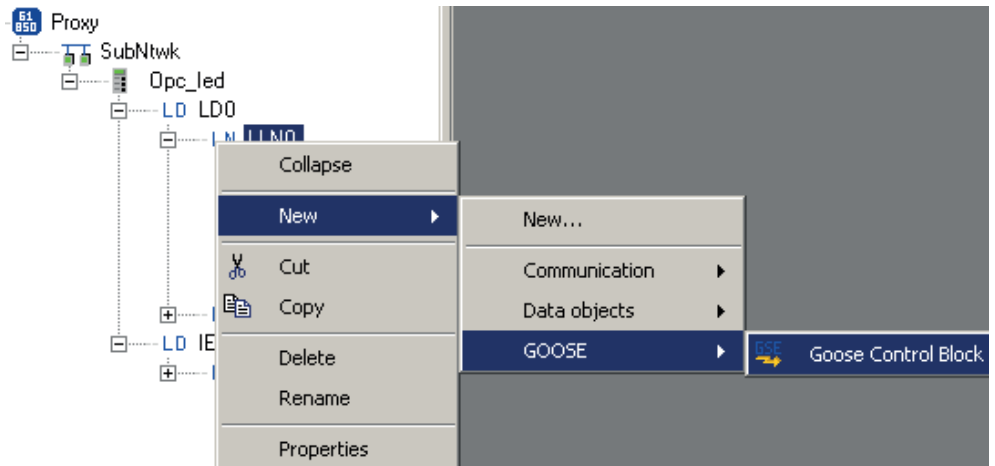 61
850
Proxy
SubNtwk
Opc_led
LD LD0
LN LLN0
Collapse
New
New...
Cut
Communication
Copy
Data objects
LD IE
Delete
GOOSE
GSE Goose Control Block
Rename
Properties